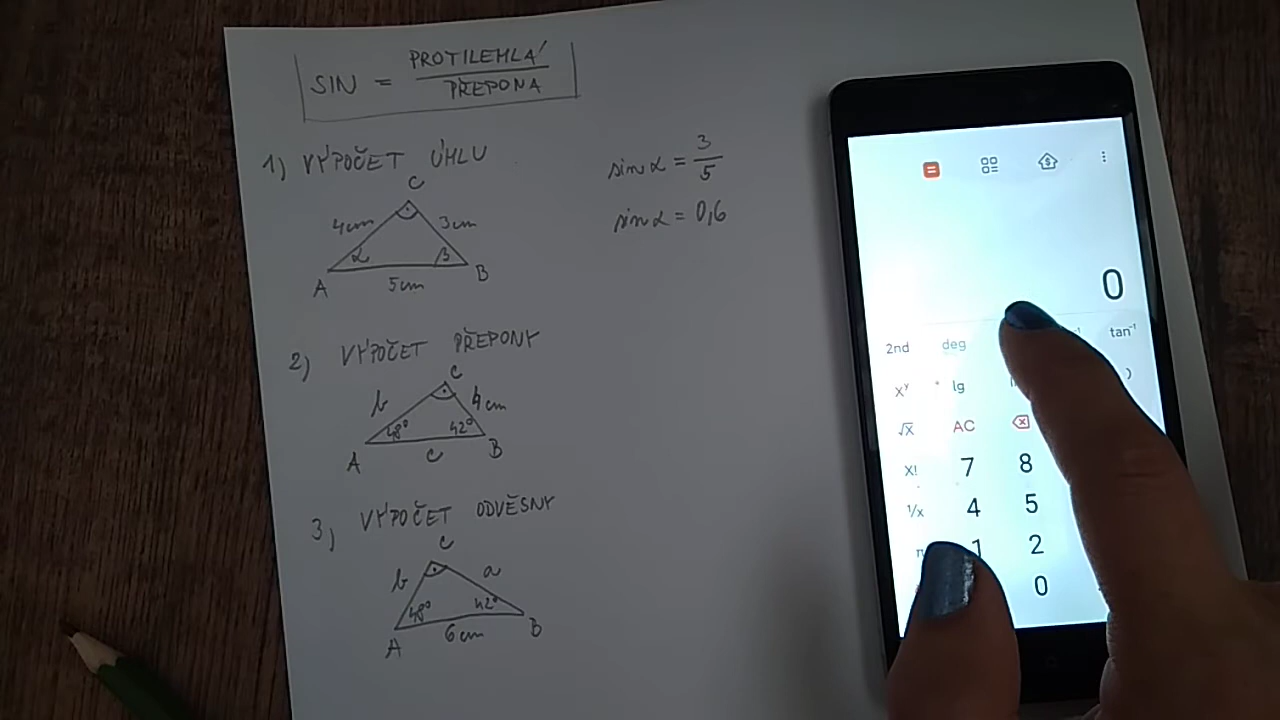 SIN = PROTILEHLÁ
PŘEPONA
1) VÝPOČET ÚHLU
C
4cm 3cm
α β
A B
5cm
sin α = 3
5
sin α = 0,6
2) VÝPOČET PŘEPONY
C
b 4cm
48° 42°
A B
c
3) VÝPOČET ODVĚSNY
C
b a
48° 42°
A B
6cm
0
2nd deg tan⁻¹
xʸ lg )
√x AC
X! 7 8
1/x 4 5
π 1 2
0